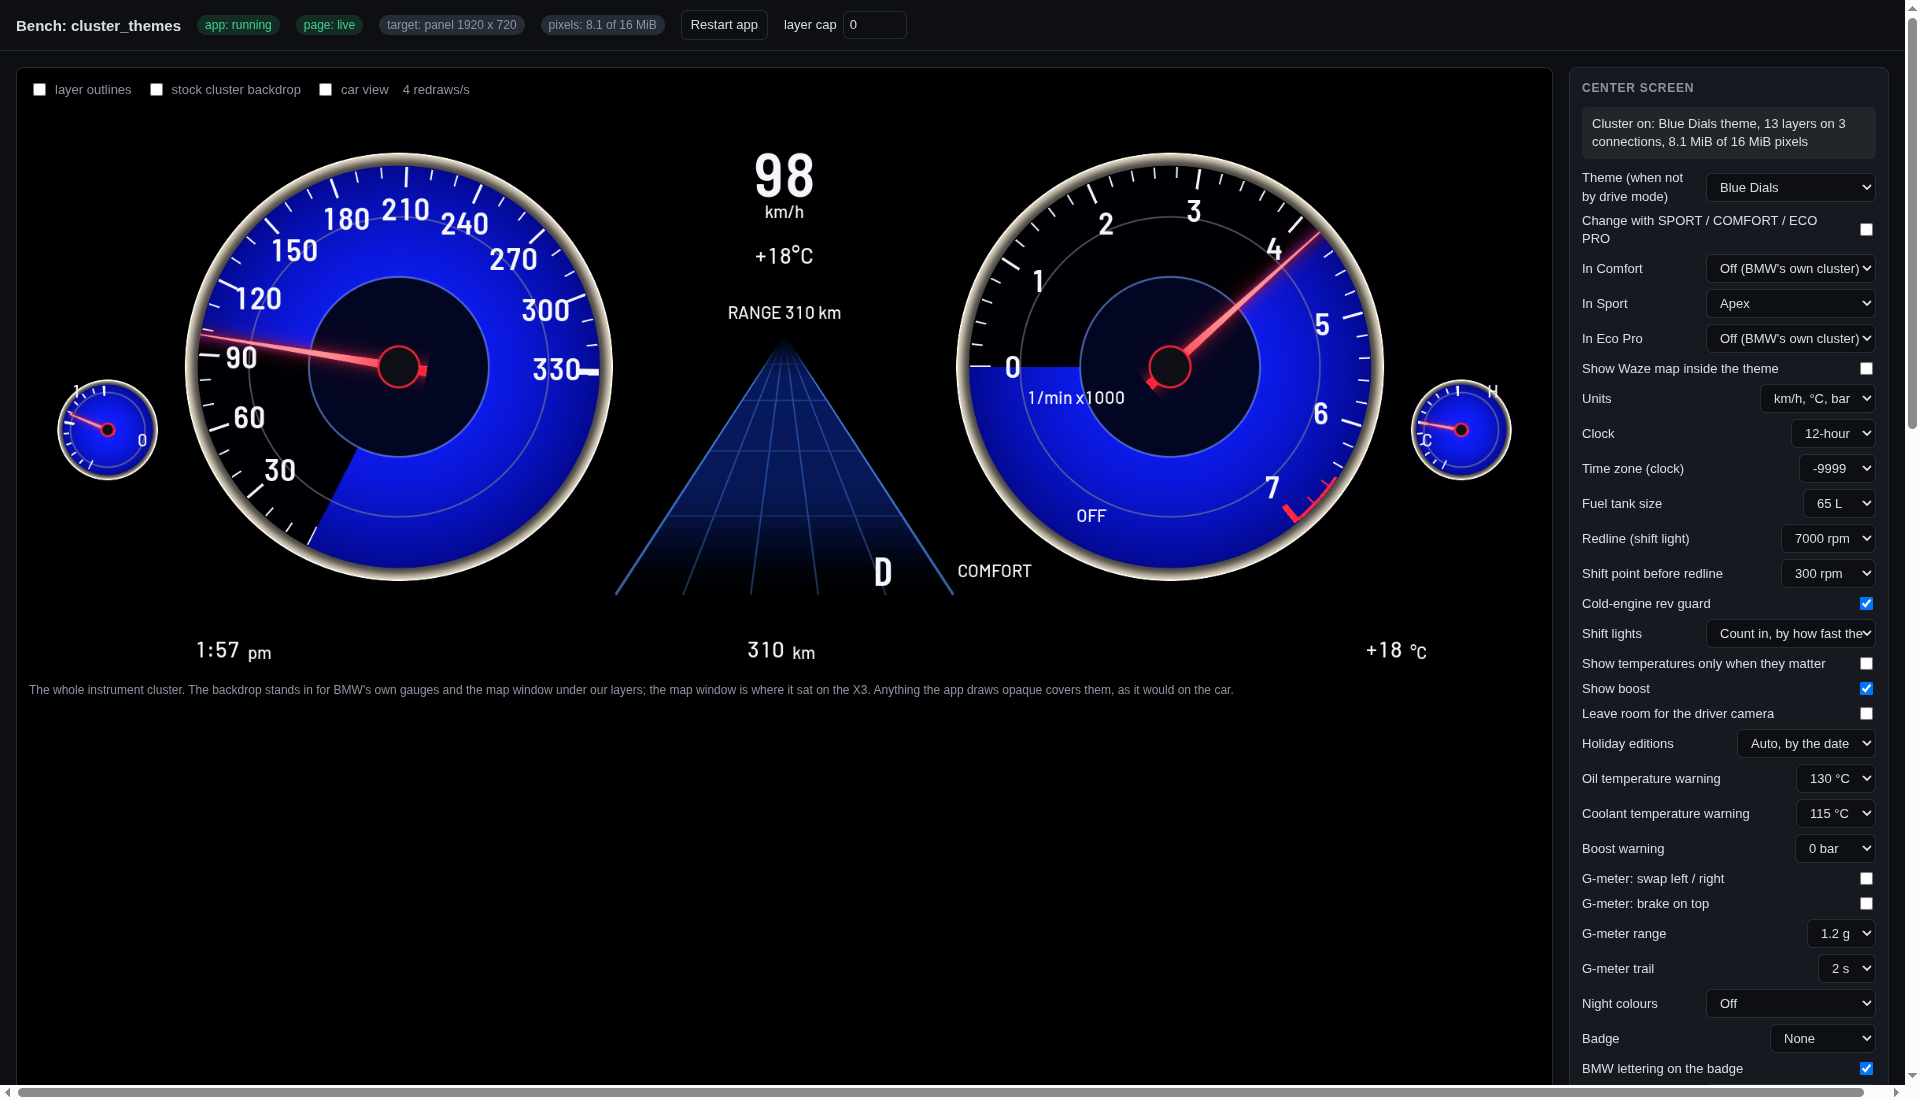 Bench: cluster_themes app: running page: live target: panel 1920 x 720 pixels: 8.1 of 16 MiB Restart app layer cap 0
layer outlines stock cluster backdrop car view 4 redraws/s
98
km/h
+18°C
RANGE 310 km
30
60
90
120
150
180
210
240
270
300
330
1
0
0
1
2
3
4
5
6
7
1/min x1000
OFF
H
C
D
COMFORT
1:57 pm
310 km
+18 °C
The whole instrument cluster. The backdrop stands in for BMW's own gauges and the map window under our layers; the map window is where it sat on the X3. Anything the app draws opaque covers them, as it would on the car.
CENTER SCREEN
Cluster on: Blue Dials theme, 13 layers on 3
connections, 8.1 MiB of 16 MiB pixels
Theme (when not
by drive mode) Blue Dials
Change with SPORT / COMFORT / ECO
PRO
In Comfort Off (BMW's own cluster)
In Sport Apex
In Eco Pro Off (BMW's own cluster)
Show Waze map inside the theme
Units km/h, °C, bar
Clock 12-hour
Time zone (clock) -9999
Fuel tank size 65 L
Redline (shift light) 7000 rpm
Shift point before redline 300 rpm
Cold-engine rev guard
Shift lights Count in, by how fast the
Show temperatures only when they matter
Show boost
Leave room for the driver camera
Holiday editions Auto, by the date
Oil temperature warning 130 °C
Coolant temperature warning 115 °C
Boost warning 0 bar
G-meter: swap left / right
G-meter: brake on top
G-meter range 1.2 g
G-meter trail 2 s
Night colours Off
Badge None
BMW lettering on the badge